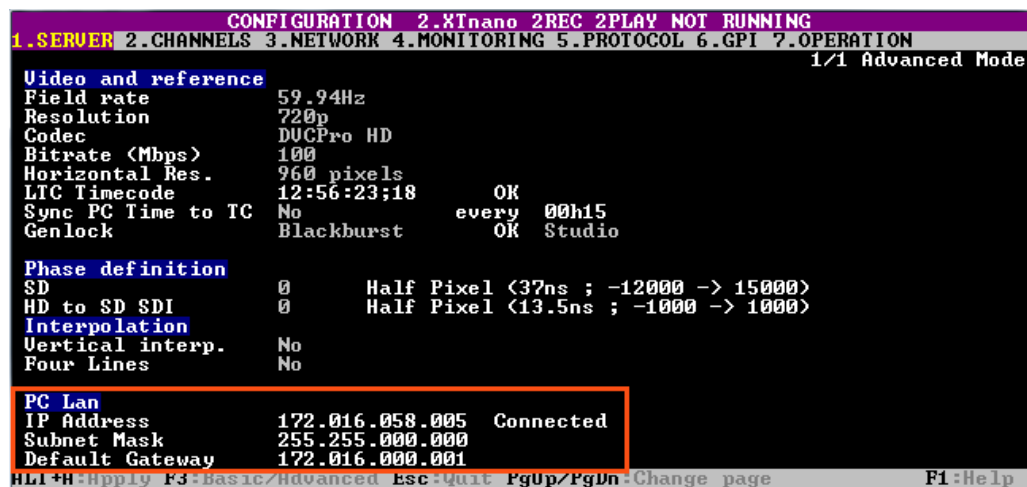 CONFIGURATION 2.XTnano 2REC 2PLAY NOT RUNNING
1.SERVER 2.CHANNELS 3.NETWORK 4.MONITORING 5.PROTOCOL 6.GPI 7.OPERATION
1/1 Advanced Mode
Video and reference
Field rate 59.94Hz
Resolution 720p
Codec DVCPro HD
Bitrate (Mbps) 100
Horizontal Res. 960 pixels
LTC Timecode 12:56:23;18 OK
Sync PC Time to TC No every 00h15
Genlock Blackburst OK Studio
Phase definition
SD 0 Half Pixel (37ns ; -12000 -> 15000)
HD to SD SDI 0 Half Pixel (13.5ns ; -1000 -> 1000)
Interpolation
Vertical interp. No
Four Lines No
PC Lan
IP Address 172.016.058.005 Connected
Subnet Mask 255.255.000.000
Default Gateway 172.016.000.001
ALT+A:Apply F3:Basic/Advanced Esc:Quit PgUp/PgDn:Change page F1:Help